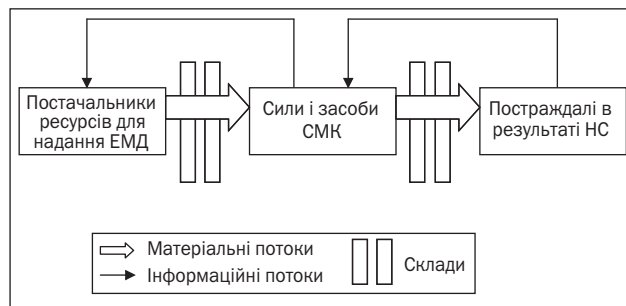 Постачальники
ресурсів для
надання ЕМД
Сили і засоби
СМК
Постраждалі в
результаті НС
Матеріальні потоки
Інформаційні потоки
Склади